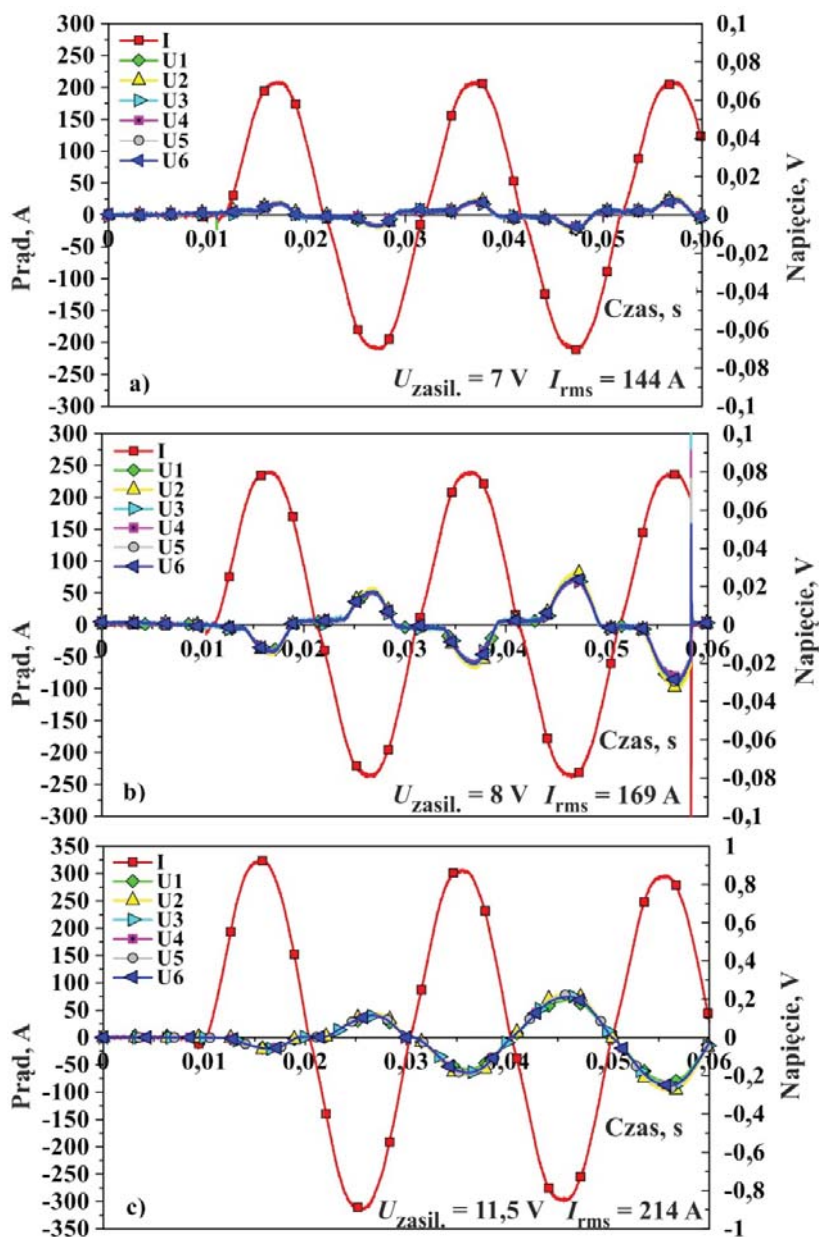 300
250
200
150
100
50
0
-50
-100
-150
-200
-250
-300
Prąd, A
I
U1
U2
U3
U4
U5
U6
0 0,01 0,02 0,03 0,04 0,05 0,06
Czas, s
a)
Uzasil. = 7 V Irms = 144 A
0,1
0,08
0,06
0,04
0,02
0
-0,02
-0,04
-0,06
-0,08
-0,1
Napięcie, V
300
250
200
150
100
50
0
-50
-100
-150
-200
-250
-300
Prąd, A
I
U1
U2
U3
U4
U5
U6
0 0,01 0,02 0,03 0,04 0,05 0,06
Czas, s
b)
Uzasil. = 8 V Irms = 169 A
0,1
0,08
0,06
0,04
0,02
0
-0,02
-0,04
-0,06
-0,08
-0,1
Napięcie, V
350
300
250
200
150
100
50
0
-50
-100
-150
-200
-250
-300
-350
Prąd, A
I
U1
U2
U3
U4
U5
U6
0 0,01 0,02 0,03 0,04 0,05 0,06
Czas, s
c)
Uzasil. = 11,5 V Irms = 214 A
1
0,8
0,6
0,4
0,2
0
-0,2
-0,4
-0,6
-0,8
-1
Napięcie, V